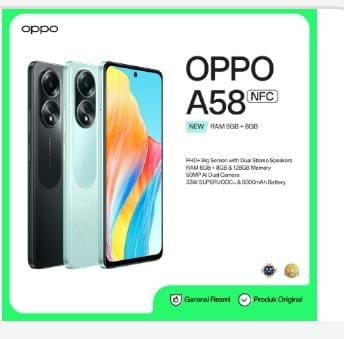 oppo
OPPO
A58 NFC
NEW RAM 8GB + 8GB
FHD+ Big Screen with Dual Stereo Speakers
RAM 8GB + 8GB & 128GB Memory
50MP AI Dual Camera
33W SUPERVOOC™ & 5000mAh Battery
Garansi Resmi Produk Original